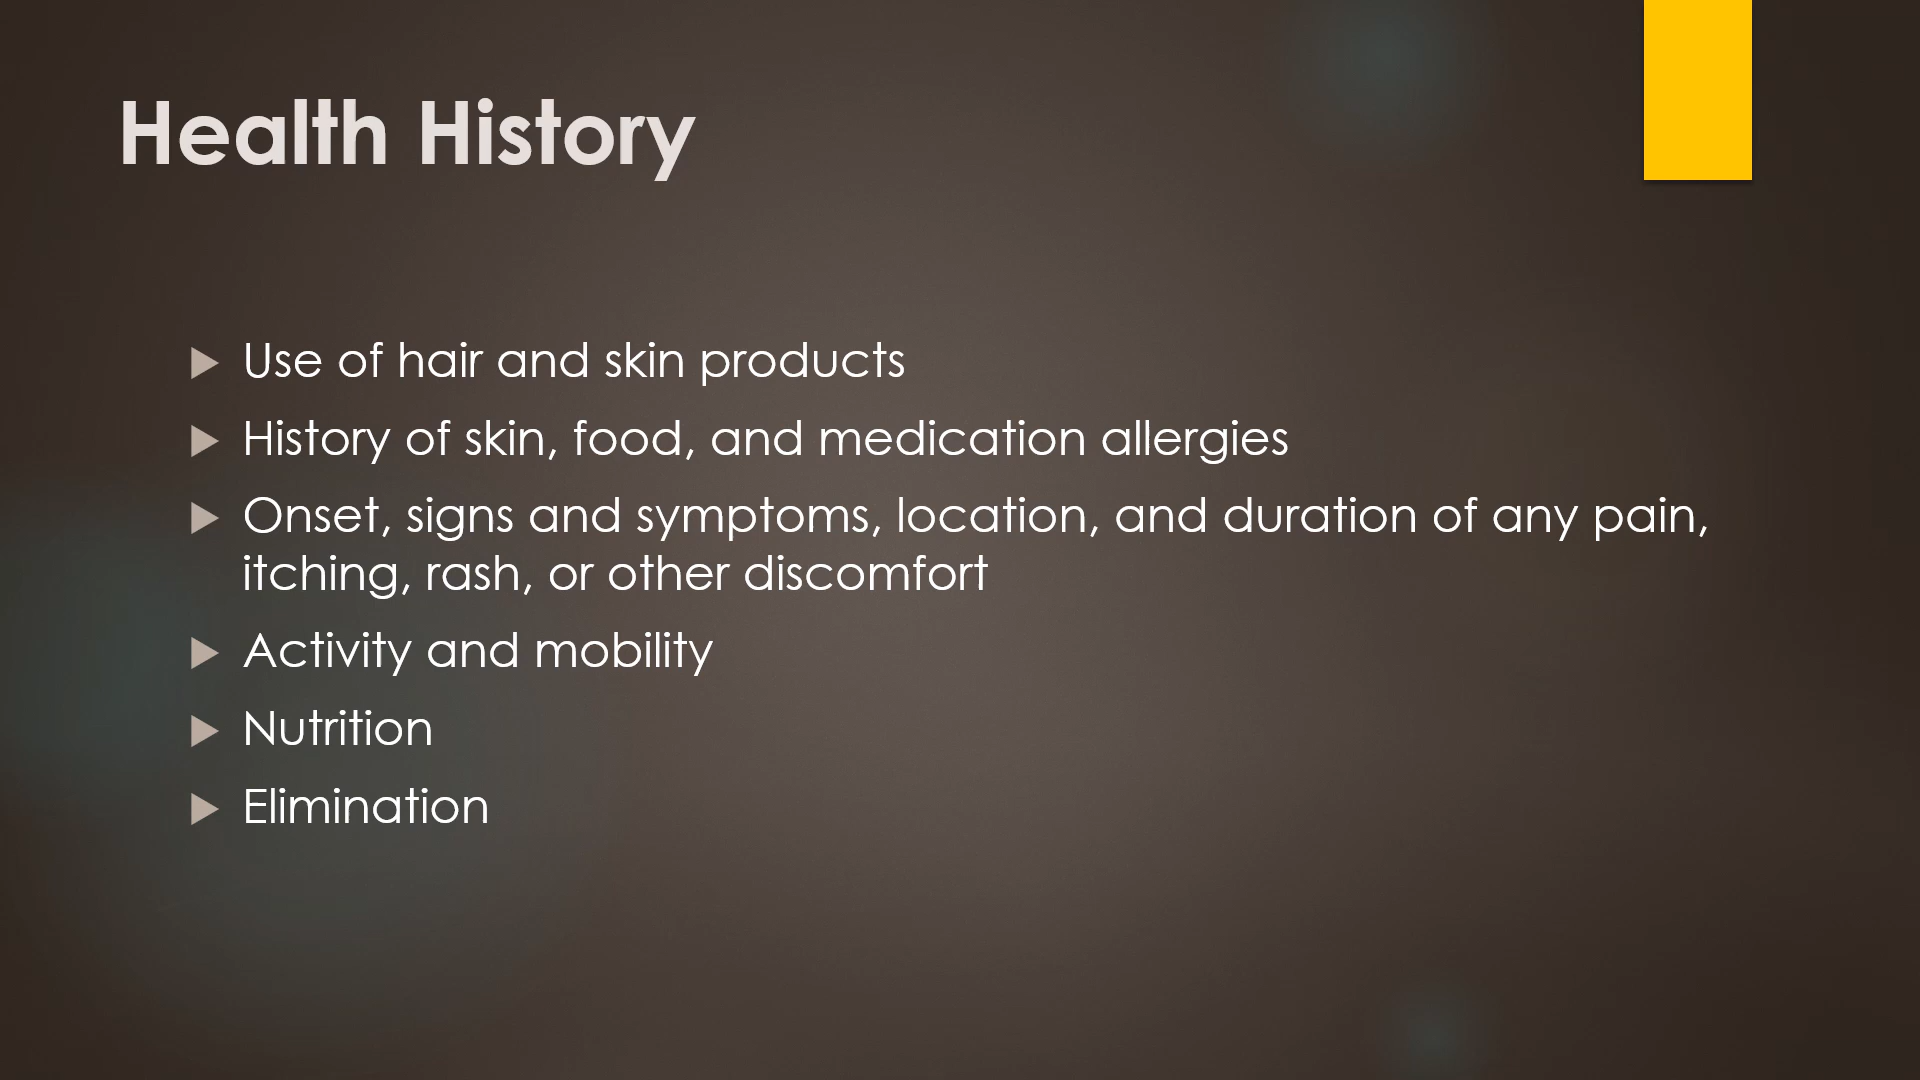 Health History
Use of hair and skin products
History of skin, food, and medication allergies
Onset, signs and symptoms, location, and duration of any pain,
itching, rash, or other discomfort
Activity and mobility
Nutrition
Elimination